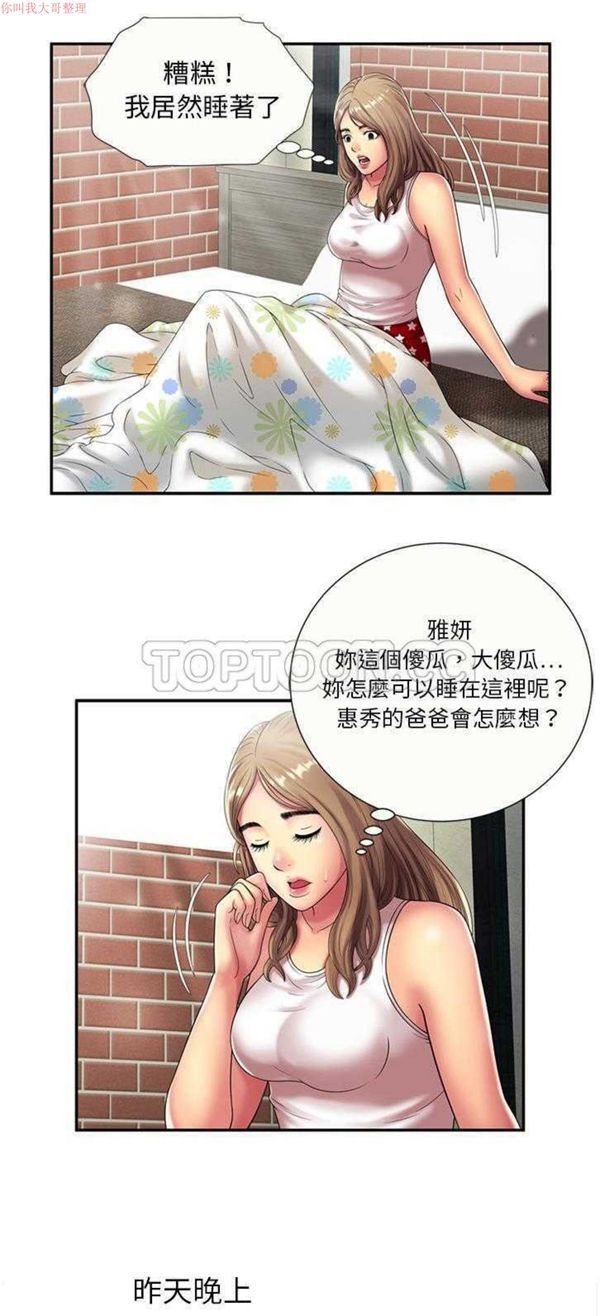 你叫我大哥整理
糟糕！
我居然睡著了
雅妍
妳這個傻瓜，大傻瓜...
妳怎麼可以睡在這裡呢？
惠秀的爸爸會怎麼想？
TOPTOON.CC
昨天晚上